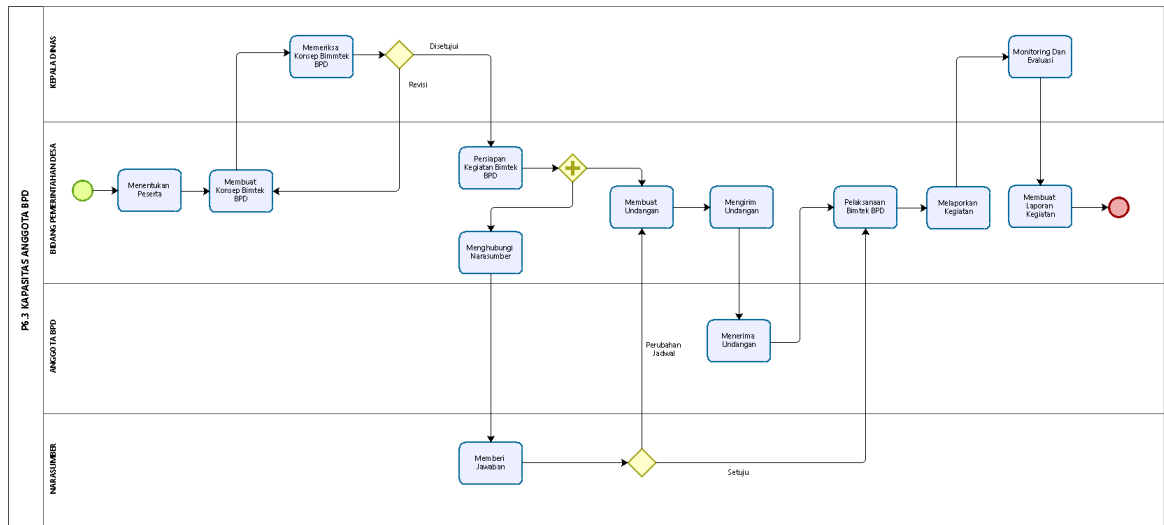 P6.3 KAPASITAS ANGGOTA BPD
KEPALA DINAS
Memeriksa
Konsep Bimmtek
BPD
Disetujui
Revisi
Monitoring Dan
Evaluasi
BIDANG PEMERINTAHAN DESA
Menentukan
Peserta
Membuat
Konsep Bimtek
BPD
Persiapan
Kegiatan Bimtek
BPD
Menghubungi
Narasumber
Membuat
Undangan
Mengirim
Undangan
Pelaksanaan
Bimtek BPD
Melaporkan
Kegiatan
Membuat
Laporan
Kegiatan
ANGGOTA BPD
Perubahan
Jadwal
Menerima
Undangan
NARASUMBER
Memberi
Jawaban
Setuju